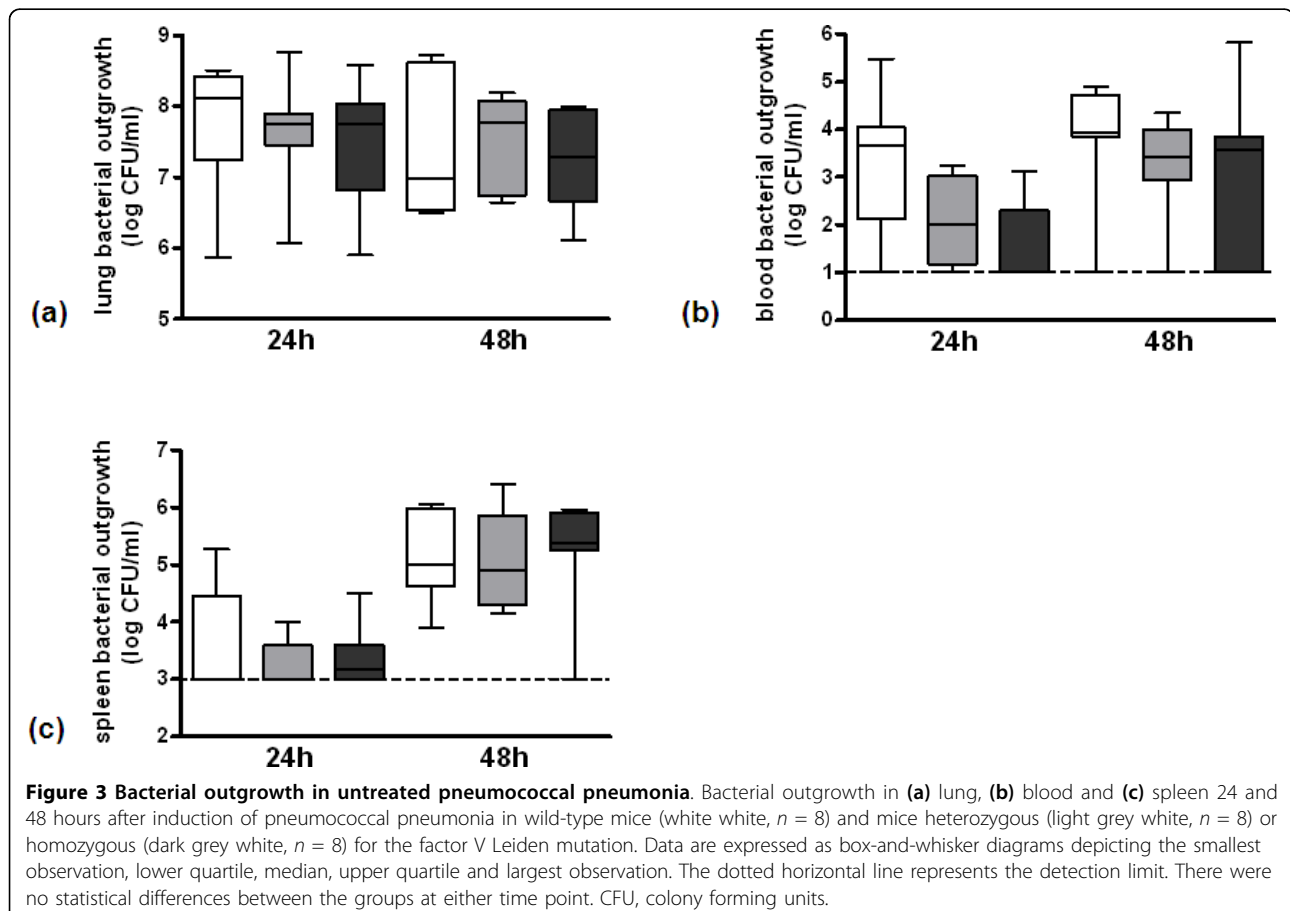 9
8
7
6
5
lung bacterial outgrowth
(log CFU/ml)
24h
48h
(a)
6
5
4
3
2
1
0
blood bacterial outgrowth
(log CFU/ml)
24h
48h
(b)
7
6
5
4
3
2
spleen bacterial outgrowth
(log CFU/ml)
24h
48h
(c)
Figure 3 Bacterial outgrowth in untreated pneumococcal pneumonia. Bacterial outgrowth in (a) lung, (b) blood and (c) spleen 24 and
48 hours after induction of pneumococcal pneumonia in wild-type mice (white white, n = 8) and mice heterozygous (light grey white, n = 8) or
homozygous (dark grey white, n = 8) for the factor V Leiden mutation. Data are expressed as box-and-whisker diagrams depicting the smallest
observation, lower quartile, median, upper quartile and largest observation. The dotted horizontal line represents the detection limit. There were
no statistical differences between the groups at either time point. CFU, colony forming units.